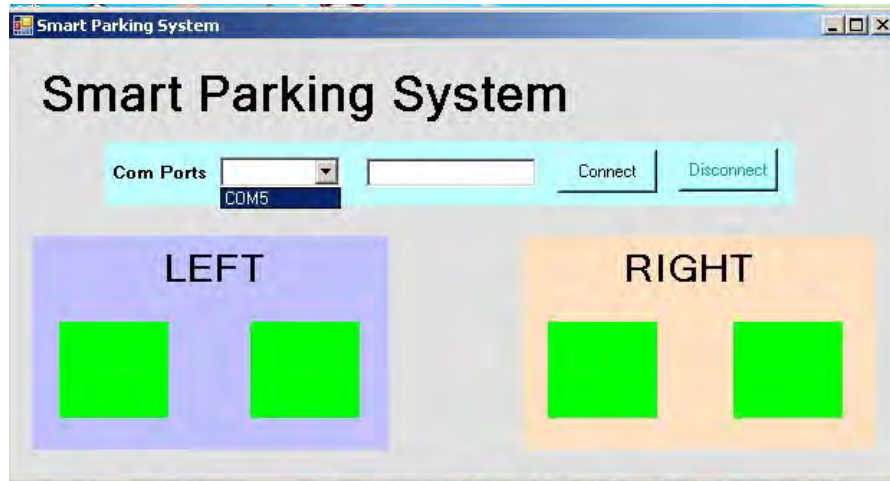 Smart Parking System
Smart Parking System
Com Ports
COM5
Connect
Disconnect
LEFT
RIGHT